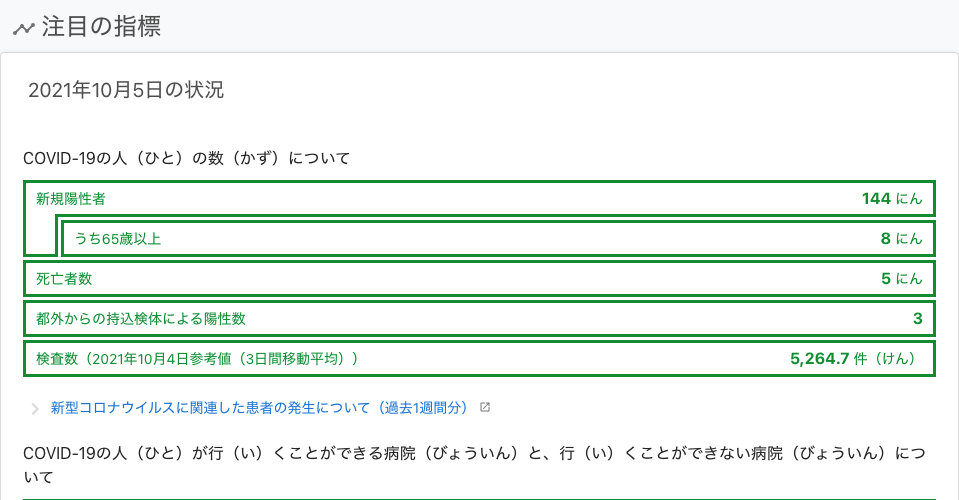 注目の指標
2021年10月5日の状況
COVID-19の人（ひと）の数（かず）について
新規陽性者 144 にん
うち65歳以上 8 にん
死亡者数 5 にん
都外からの持込検体による陽性数 3
検査数（2021年10月4日参考値（3日間移動平均）） 5,264.7 件（けん）
新型コロナウイルスに関連した患者の発生について（過去1週間分）
COVID-19の人（ひと）が行（い）くことができる病院（びょういん）と、行（い）くことができない病院（びょういん）につ
いて